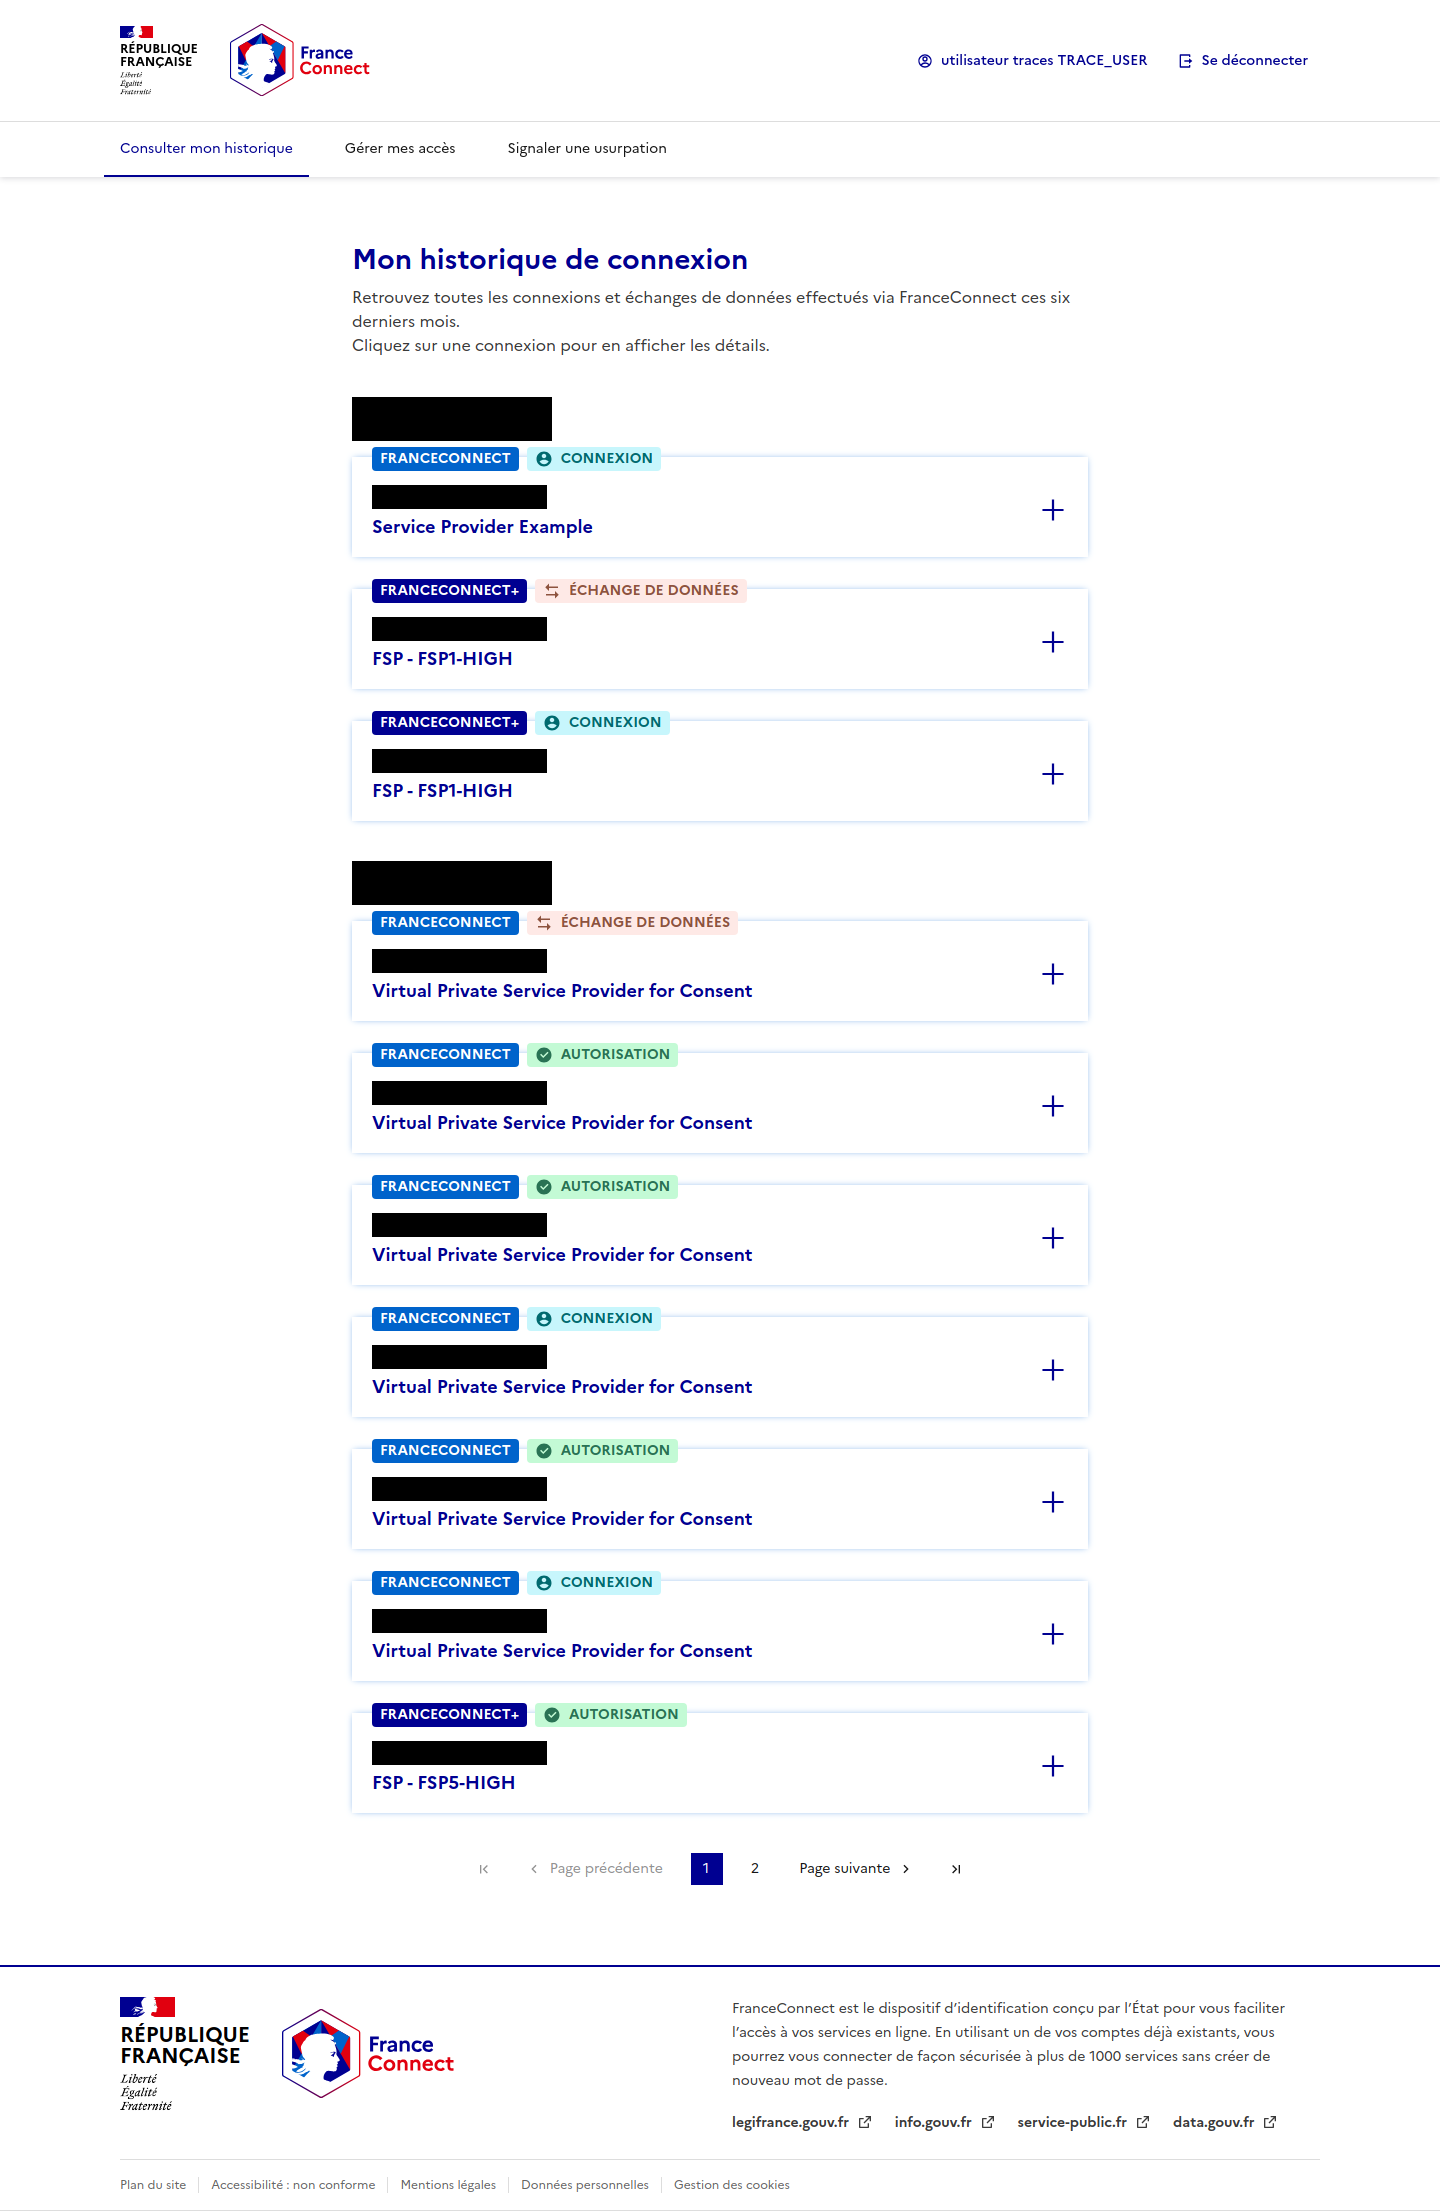 RÉPUBLIQUE
FRANÇAISE
Liberté
Égalité
Fraternité
France
Connect
utilisateur traces TRACE_USER
Se déconnecter
Consulter mon historique
Gérer mes accès
Signaler une usurpation
Mon historique de connexion
Retrouvez toutes les connexions et échanges de données effectués via FranceConnect ces six
derniers mois.
Cliquez sur une connexion pour en afficher les détails.
FRANCECONNECT CONNEXION
Service Provider Example
FRANCECONNECT+ ÉCHANGE DE DONNÉES
FSP - FSP1-HIGH
FRANCECONNECT+ CONNEXION
FSP - FSP1-HIGH
FRANCECONNECT ÉCHANGE DE DONNÉES
Virtual Private Service Provider for Consent
FRANCECONNECT AUTORISATION
Virtual Private Service Provider for Consent
FRANCECONNECT AUTORISATION
Virtual Private Service Provider for Consent
FRANCECONNECT CONNEXION
Virtual Private Service Provider for Consent
FRANCECONNECT AUTORISATION
Virtual Private Service Provider for Consent
FRANCECONNECT CONNEXION
Virtual Private Service Provider for Consent
FRANCECONNECT+ AUTORISATION
FSP - FSP5-HIGH
Page précédente 1 2 Page suivante
RÉPUBLIQUE
FRANÇAISE
Liberté
Égalité
Fraternité
France
Connect
FranceConnect est le dispositif d’identification conçu par l’État pour vous faciliter
l’accès à vos services en ligne. En utilisant un de vos comptes déjà existants, vous
pourrez vous connecter de façon sécurisée à plus de 1000 services sans créer de
nouveau mot de passe.
legifrance.gouv.fr info.gouv.fr service-public.fr data.gouv.fr
Plan du site Accessibilité : non conforme Mentions légales Données personnelles Gestion des cookies